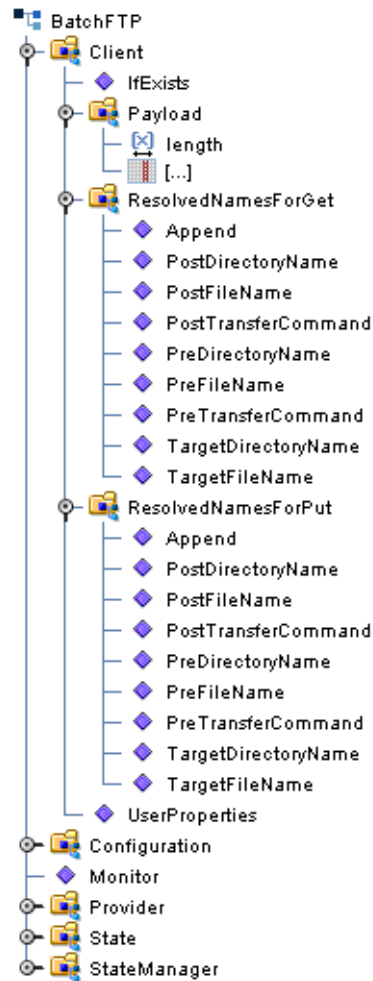 BatchFTP
Client
IfExists
Payload
length
[...]
ResolvedNamesForGet
Append
PostDirectoryName
PostFileName
PostTransferCommand
PreDirectoryName
PreFileName
PreTransferCommand
TargetDirectoryName
TargetFileName
ResolvedNamesForPut
Append
PostDirectoryName
PostFileName
PostTransferCommand
PreDirectoryName
PreFileName
PreTransferCommand
TargetDirectoryName
TargetFileName
UserProperties
Configuration
Monitor
Provider
State
StateManager